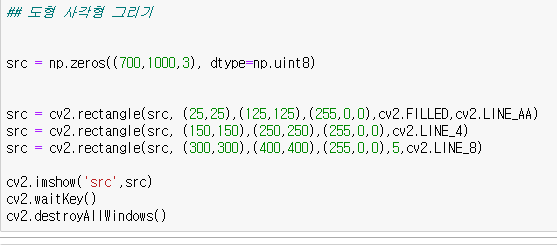 ## 도형 사각형 그리기
src = np.zeros((700,1000,3), dtype=np.uint8)
src = cv2.rectangle(src, (25,25),(125,125),(255,0,0),cv2.FILLED,cv2.LINE_AA)
src = cv2.rectangle(src, (150,150),(250,250),(255,0,0),cv2.LINE_4)
src = cv2.rectangle(src, (300,300),(400,400),(255,0,0),5,cv2.LINE_8)
cv2.imshow('src',src)
cv2.waitKey()
cv2.destroyAllWindows()